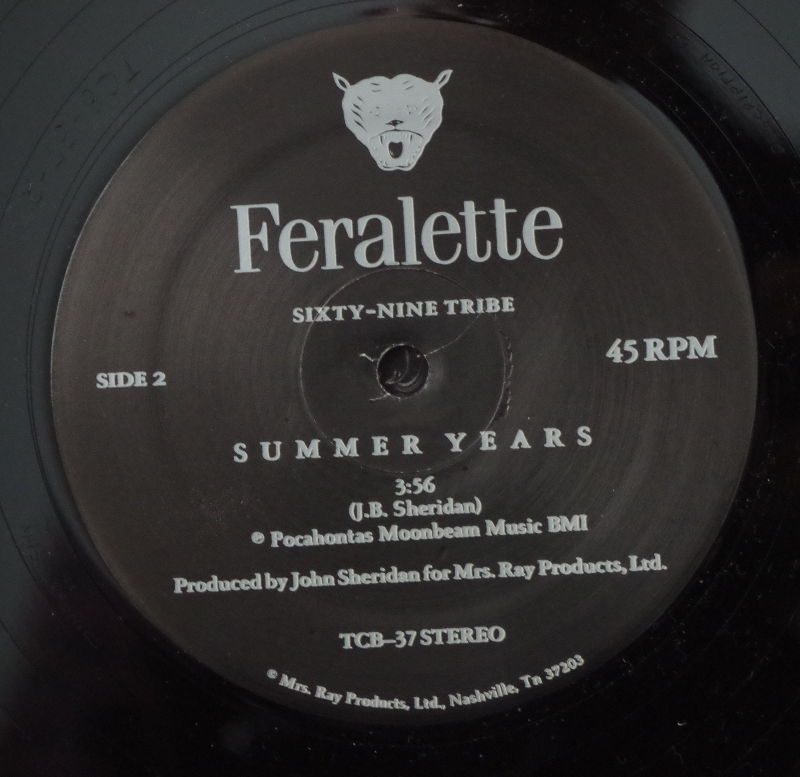 Feralette
SIXTY-NINE TRIBE
SIDE 2
45 RPM
SUMMER YEARS
3:56
(J.B. Sheridan)
℗ Pocahontas Moonbeam Music BMI
Produced by John Sheridan for Mrs. Ray Products, Ltd.
TCB–37 STEREO
© Mrs. Ray Products, Ltd., Nashville, Tn 37203